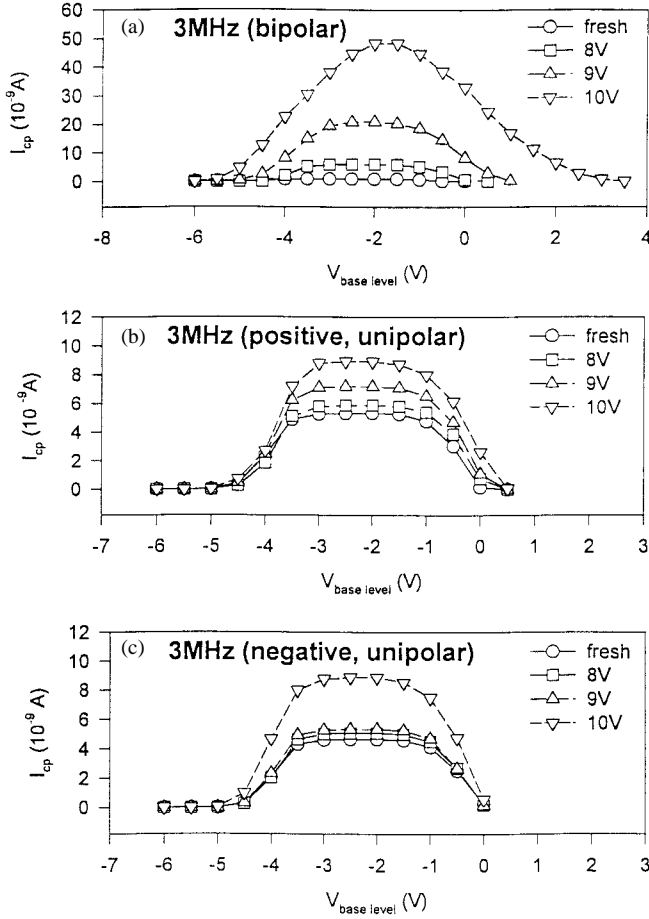 (a) 3MHz (bipolar)
fresh
8V
9V
10V
60
50
40
30
20
10
0
I_cp (10^-9 A)
-8 -6 -4 -2 0 2 4
V_base level (V)
(b) 3MHz (positive, unipolar)
fresh
8V
9V
10V
12
10
8
6
4
2
0
I_cp (10^-9 A)
-7 -6 -5 -4 -3 -2 -1 0 1 2 3
V_base level (V)
(c) 3MHz (negative, unipolar)
fresh
8V
9V
10V
12
10
8
6
4
2
0
I_cp (10^-9 A)
-7 -6 -5 -4 -3 -2 -1 0 1 2 3
V_base level (V)